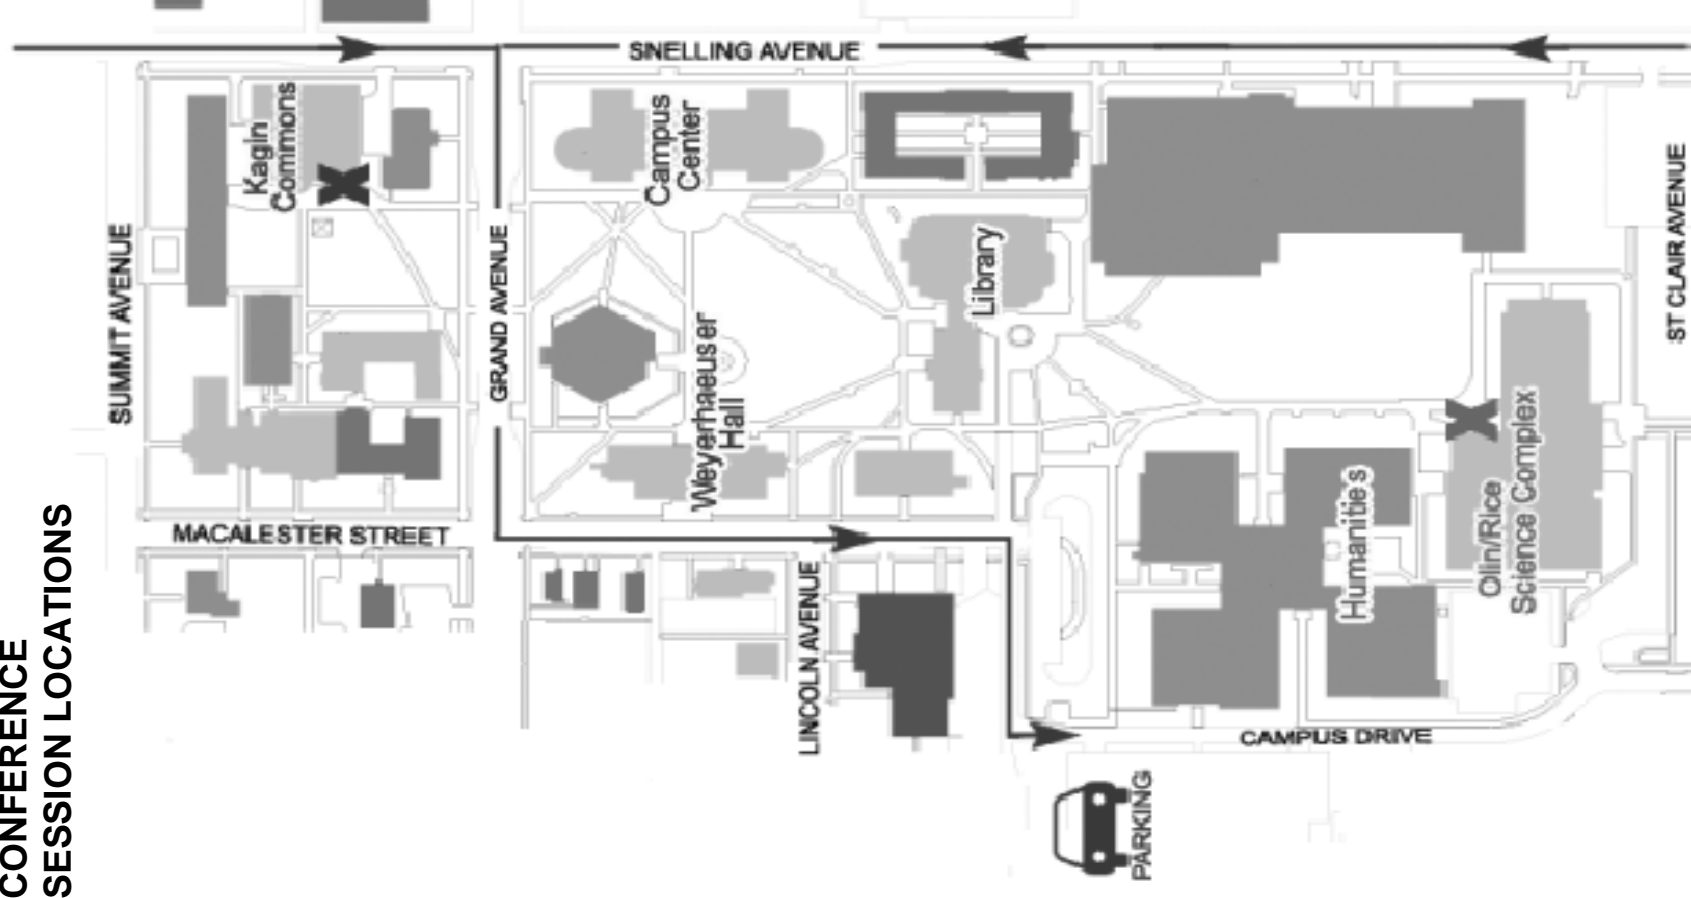 CONFERENCE
SESSION LOCATIONS
SNELLING AVENUE
Kagin
Commons
Campus
Center
Library
SUMMIT AVENUE
GRAND AVENUE
ST CLAIR AVENUE
Weyerhaeuser
Hall
MACALESTER STREET
Humanities
Olin/Rice
Science Complex
LINCOLN AVENUE
CAMPUS DRIVE
PARKING